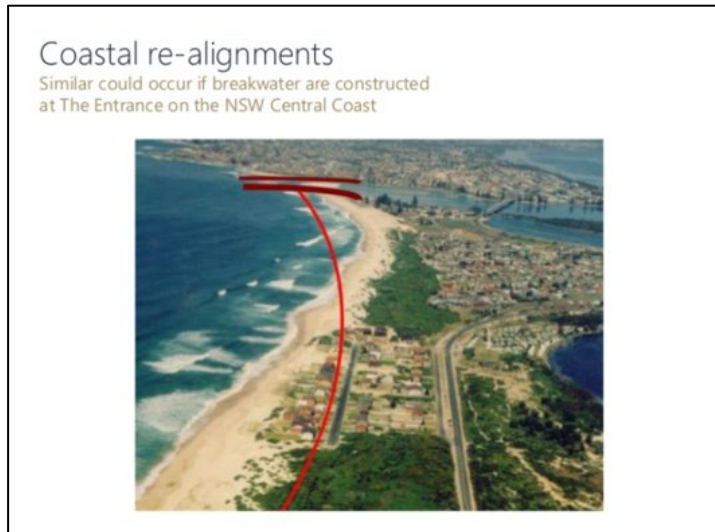 Coastal re-alignments
Similar could occur if breakwater are constructed
at The Entrance on the NSW Central Coast